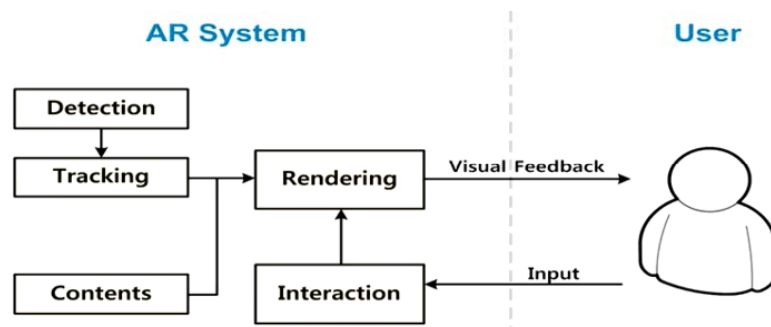 AR System
User
Detection
Tracking
Rendering
Visual Feedback
Contents
Interaction
Input